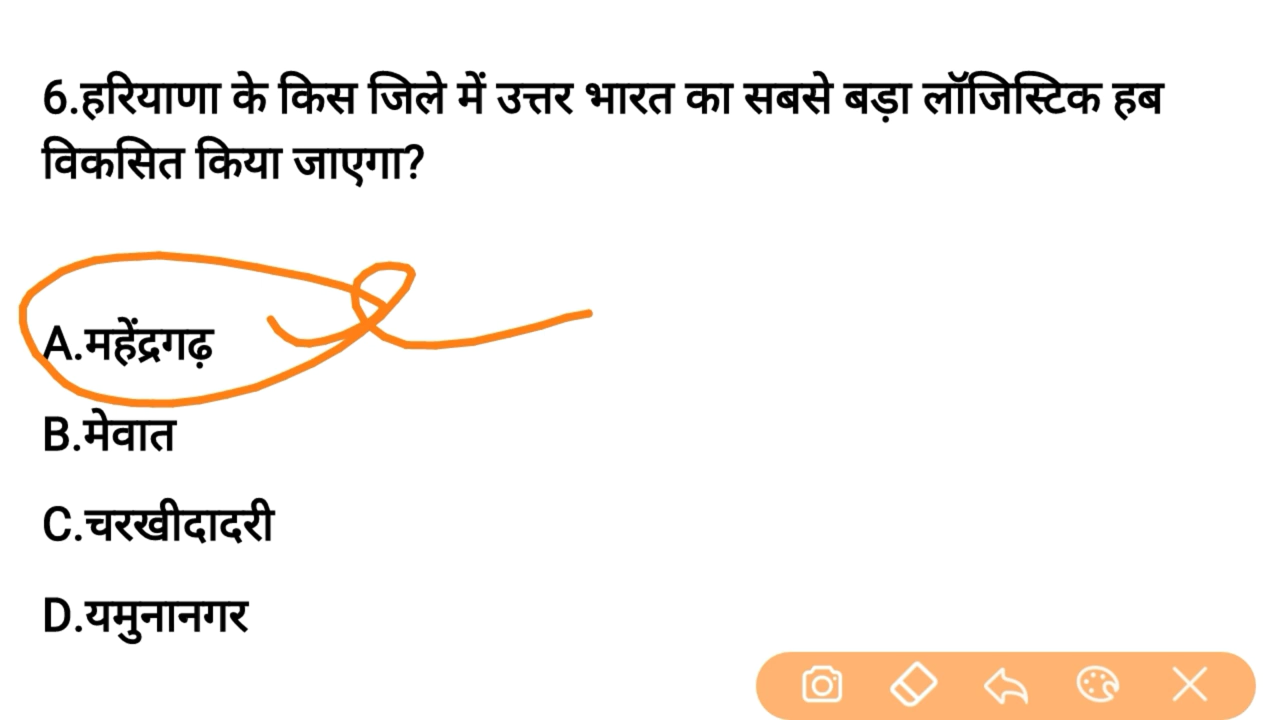 6.हरियाणा के किस जिले में उत्तर भारत का सबसे बड़ा लॉजिस्टिक हब
विकसित किया जाएगा?
A.महेंद्रगढ़
B.मेवात
C.चरखीदादरी
D.यमुनानगर